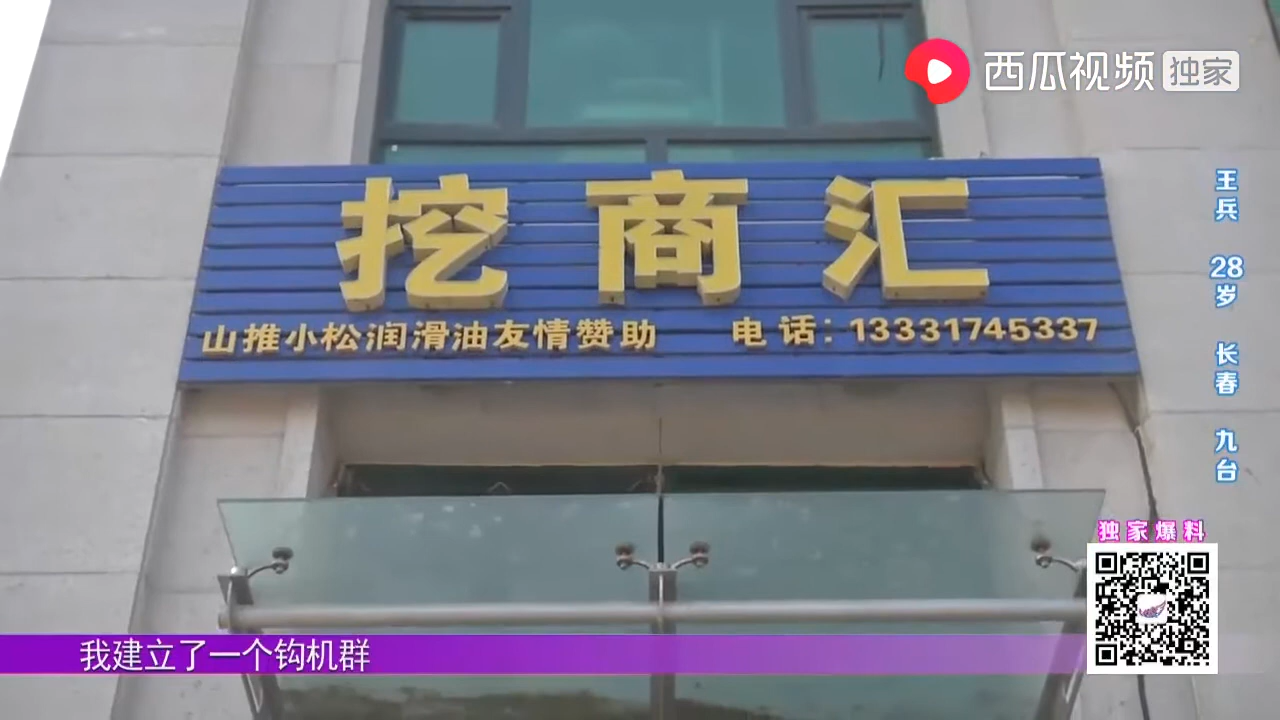 西瓜视频 独家
挖商汇
山推小松润滑油友情赞助 电话：13331745337
王兵 28岁 长春 九台
独家爆料
我建立了一个钩机群